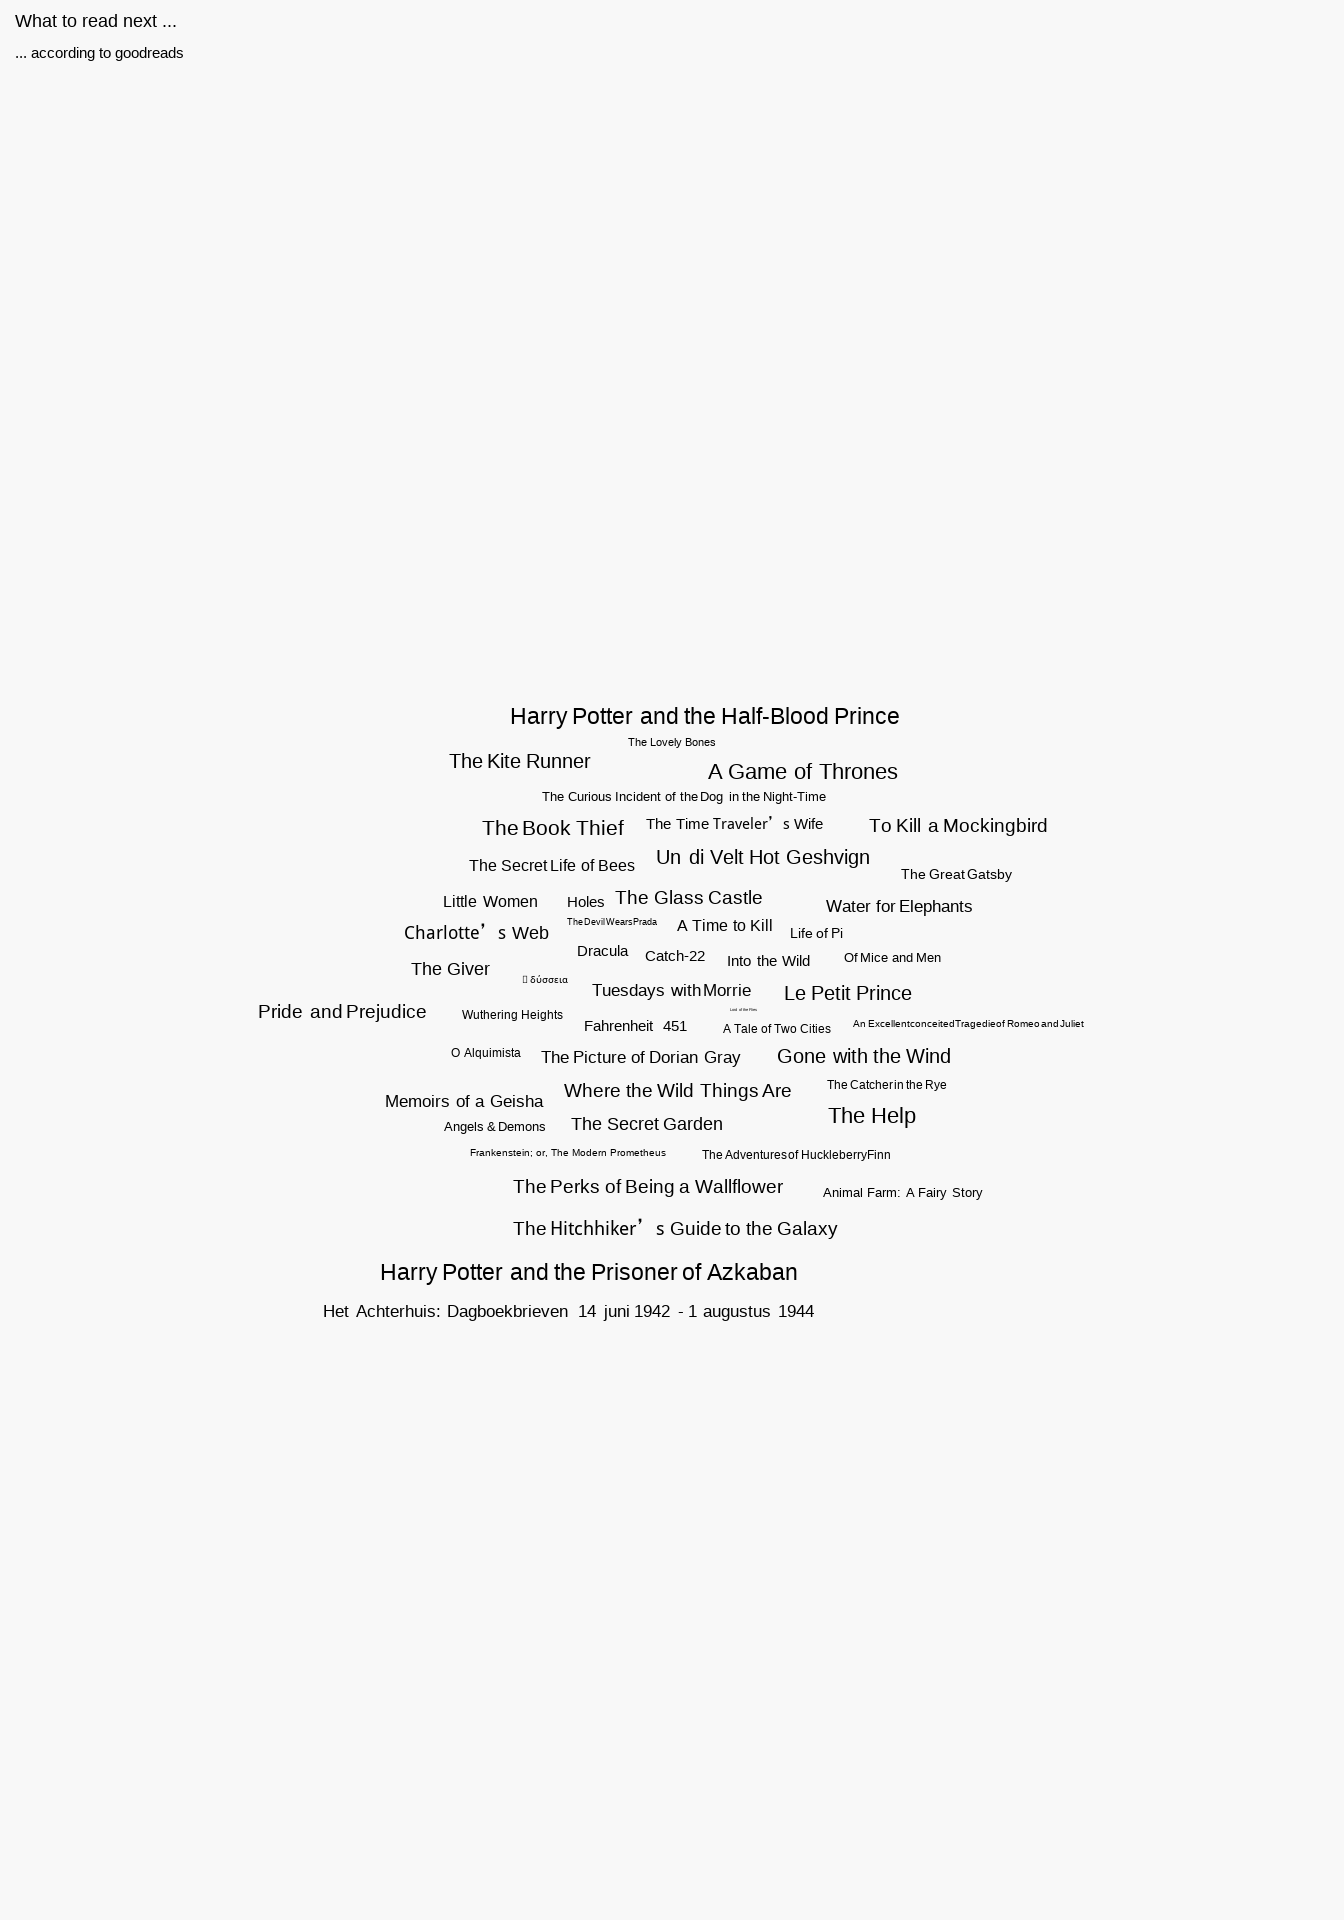 What to read next ...
... according to goodreads
Harry Potter and the Half-Blood Prince
The Lovely Bones
The Kite Runner
A Game of Thrones
The Curious Incident of the Dog in the Night-Time
The Book Thief
The Time Traveler’s Wife
To Kill a Mockingbird
The Secret Life of Bees
Un di Velt Hot Geshvign
The Great Gatsby
Little Women
Holes
The Glass Castle
Water for Elephants
Charlotte’s Web
The Devil Wears Prada
A Time to Kill
Life of Pi
Dracula
Catch-22
Into the Wild
Of Mice and Men
The Giver
δύσσεια
Tuesdays with Morrie
Le Petit Prince
Pride and Prejudice
Wuthering Heights
Lord of the Flies
Fahrenheit 451
A Tale of Two Cities
An Excellent conceited Tragedie of Romeo and Juliet
O Alquimista
The Picture of Dorian Gray
Gone with the Wind
Where the Wild Things Are
The Catcher in the Rye
Memoirs of a Geisha
The Help
Angels & Demons
The Secret Garden
Frankenstein; or, The Modern Prometheus
The Adventures of Huckleberry Finn
The Perks of Being a Wallflower
Animal Farm: A Fairy Story
The Hitchhiker’s Guide to the Galaxy
Harry Potter and the Prisoner of Azkaban
Het Achterhuis: Dagboekbrieven 14 juni 1942 - 1 augustus 1944